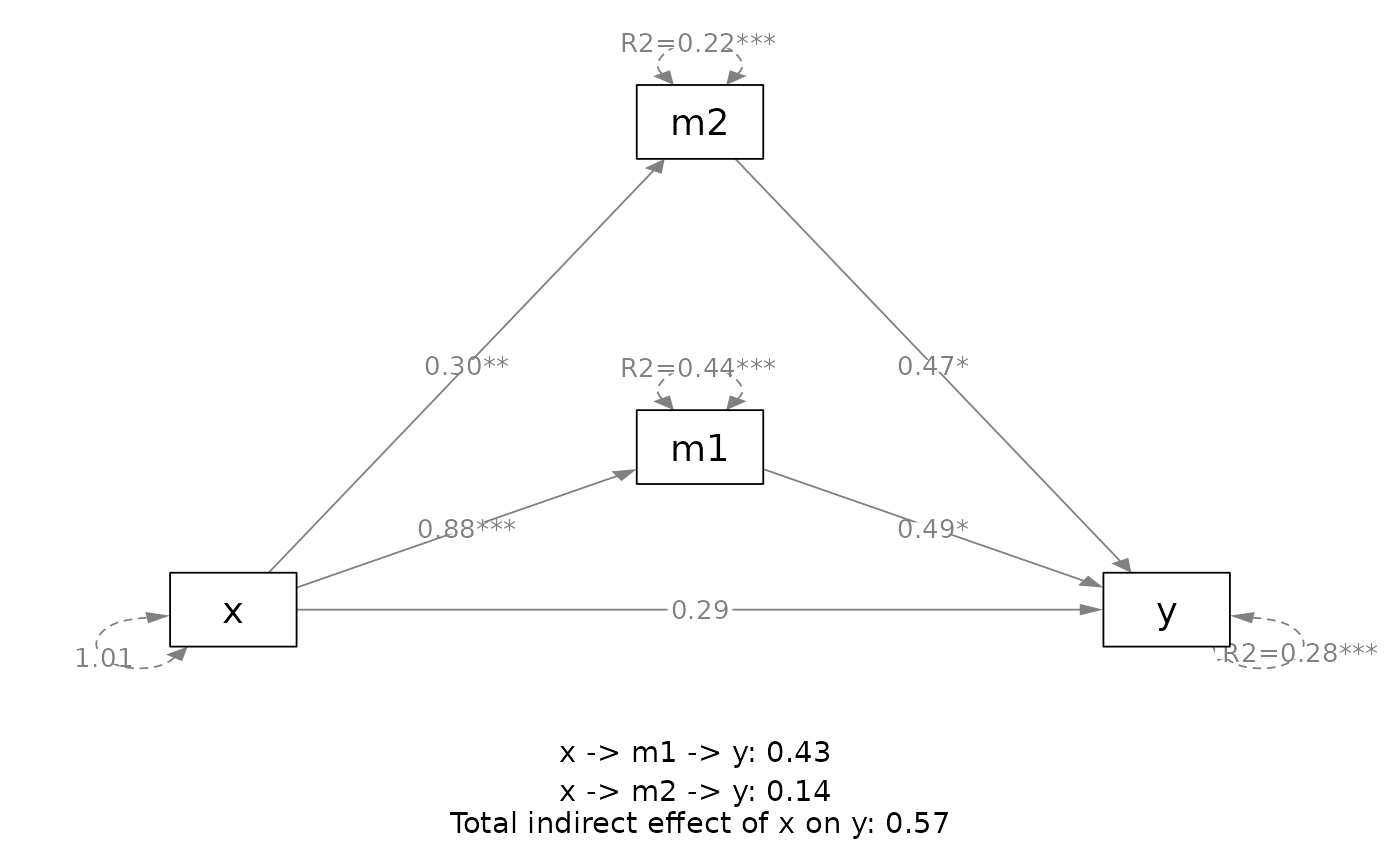 R2=0.22***
m2
0.30**
0.47*
R2=0.44***
m1
0.88***
0.49*
x
0.29
y
1.01
R2=0.28***
x -> m1 -> y: 0.43
x -> m2 -> y: 0.14
Total indirect effect of x on y: 0.57